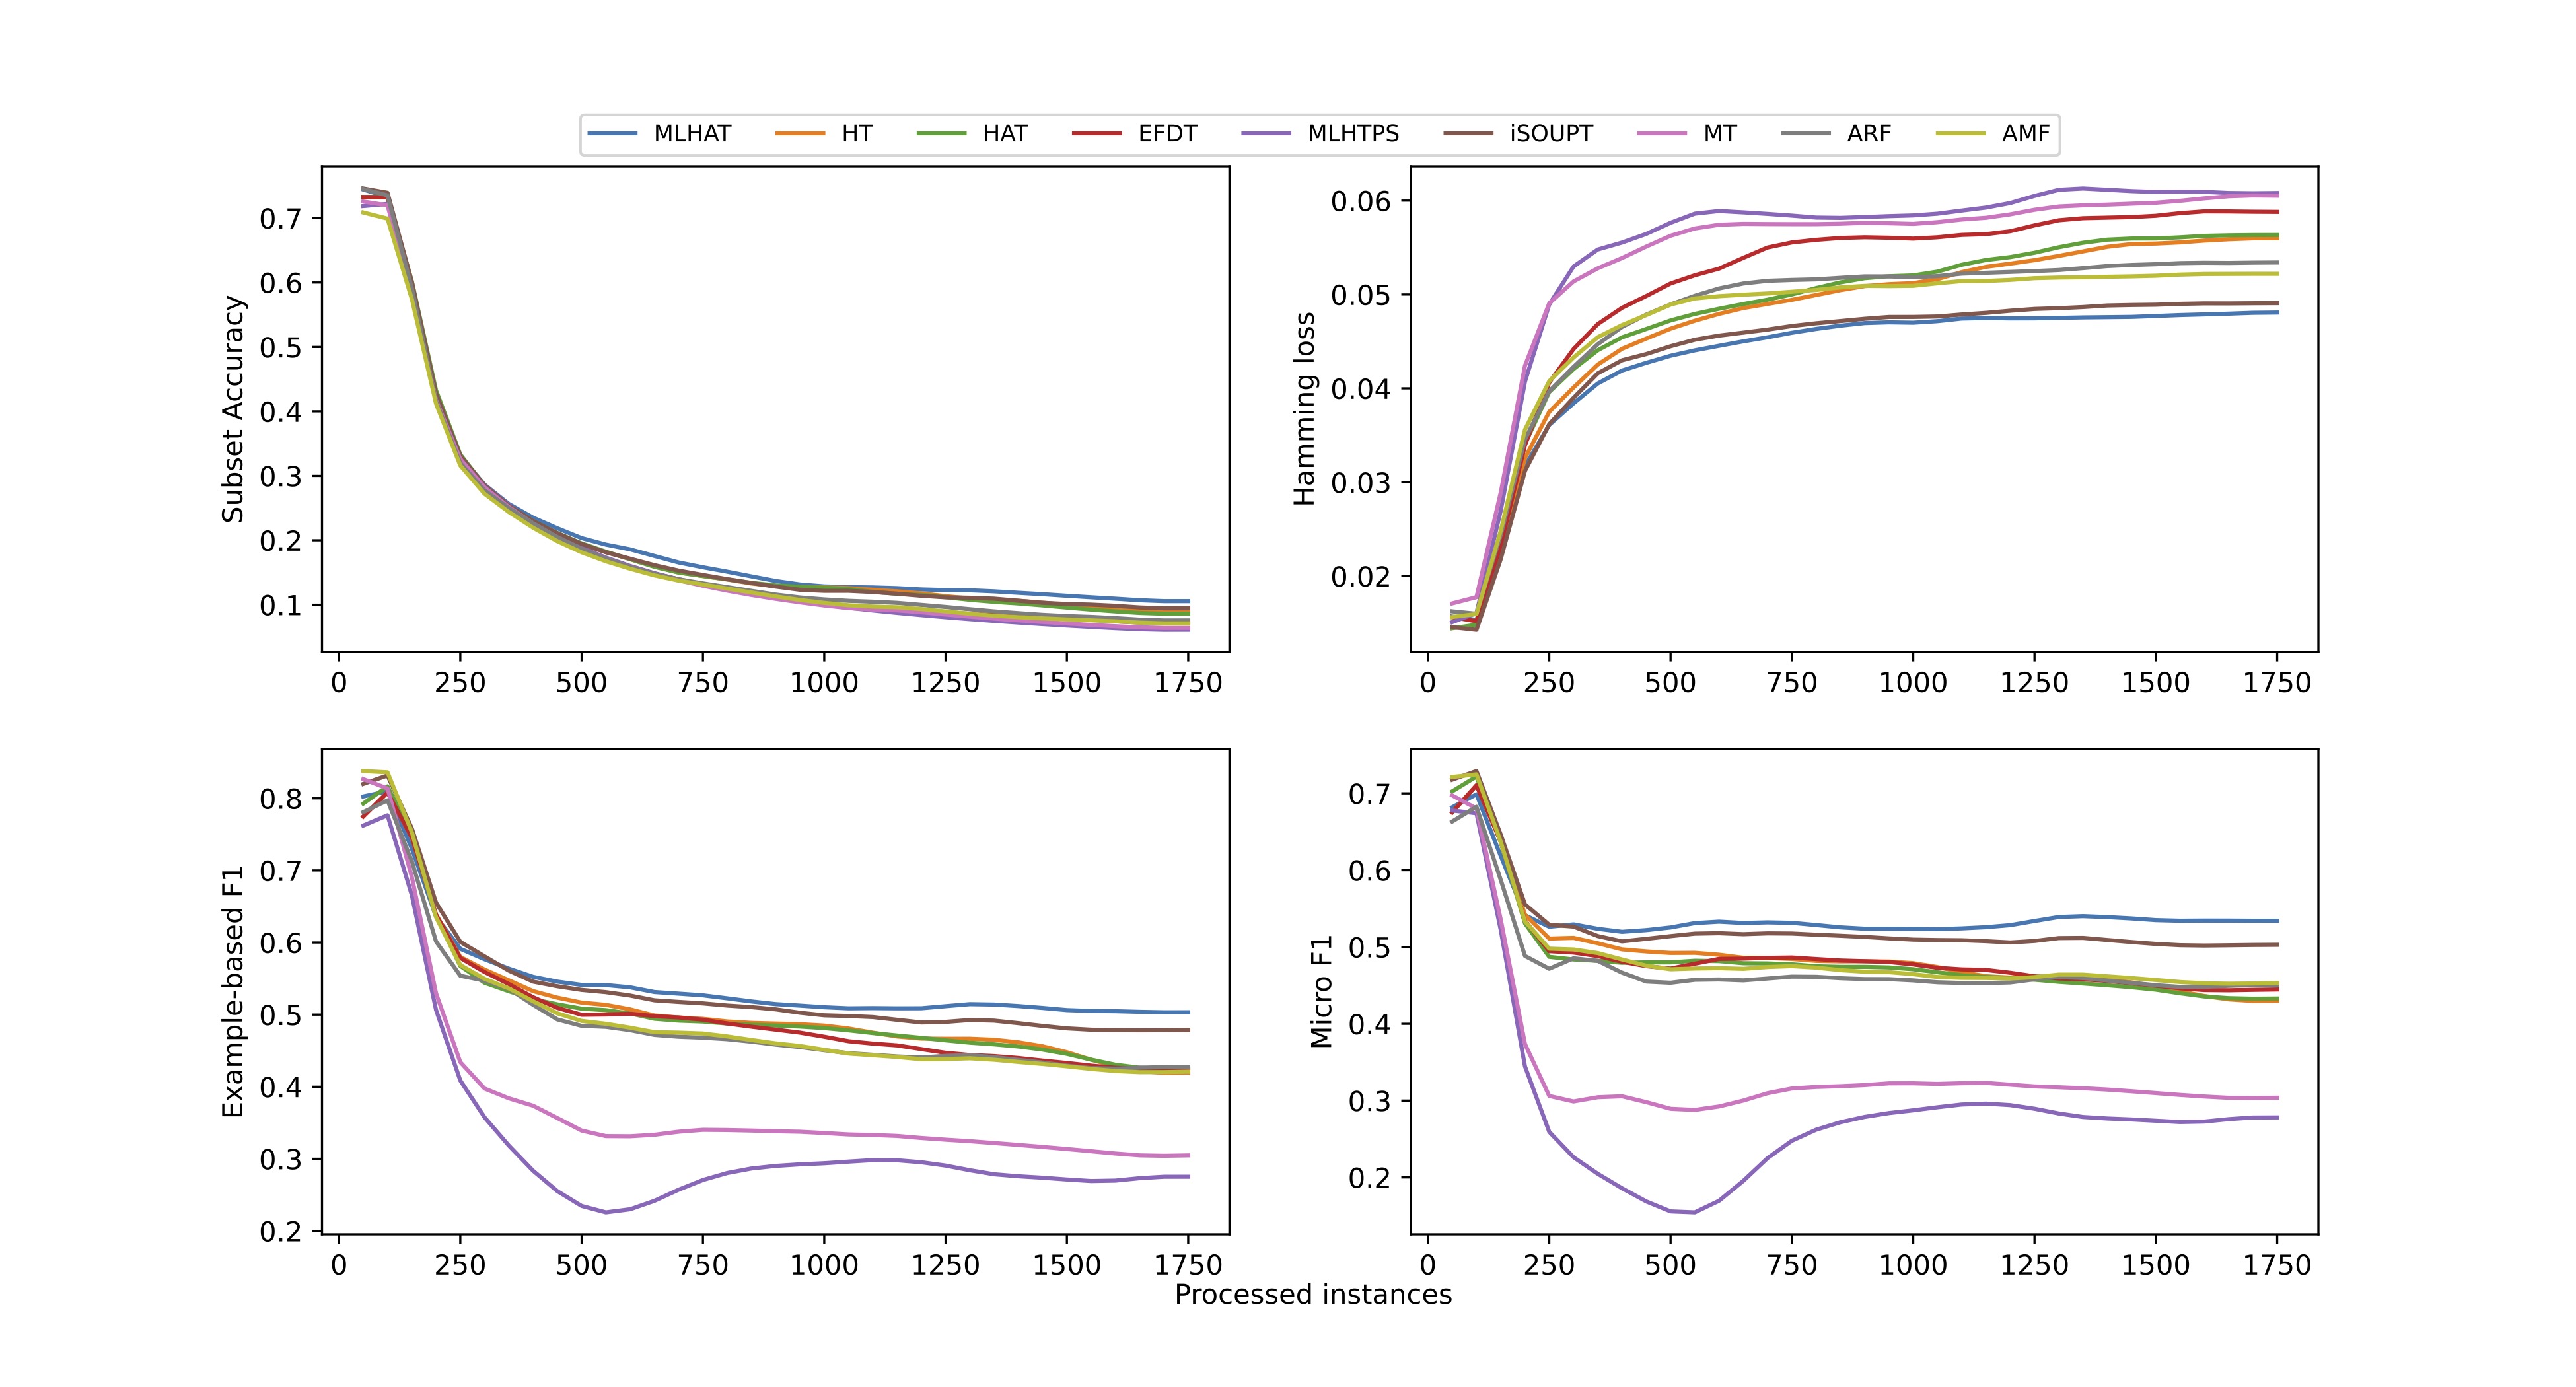 MLHAT HT HAT EFDT MLHTPS iSOUPT MT ARF AMF
Subset Accuracy
0.7
0.6
0.5
0.4
0.3
0.2
0.1
0 250 500 750 1000 1250 1500 1750
Hamming loss
0.06
0.05
0.04
0.03
0.02
0 250 500 750 1000 1250 1500 1750
Example-based F1
0.8
0.7
0.6
0.5
0.4
0.3
0.2
0 250 500 750 1000 1250 1500 1750
Micro F1
0.7
0.6
0.5
0.4
0.3
0.2
0 250 500 750 1000 1250 1500 1750
Processed instances